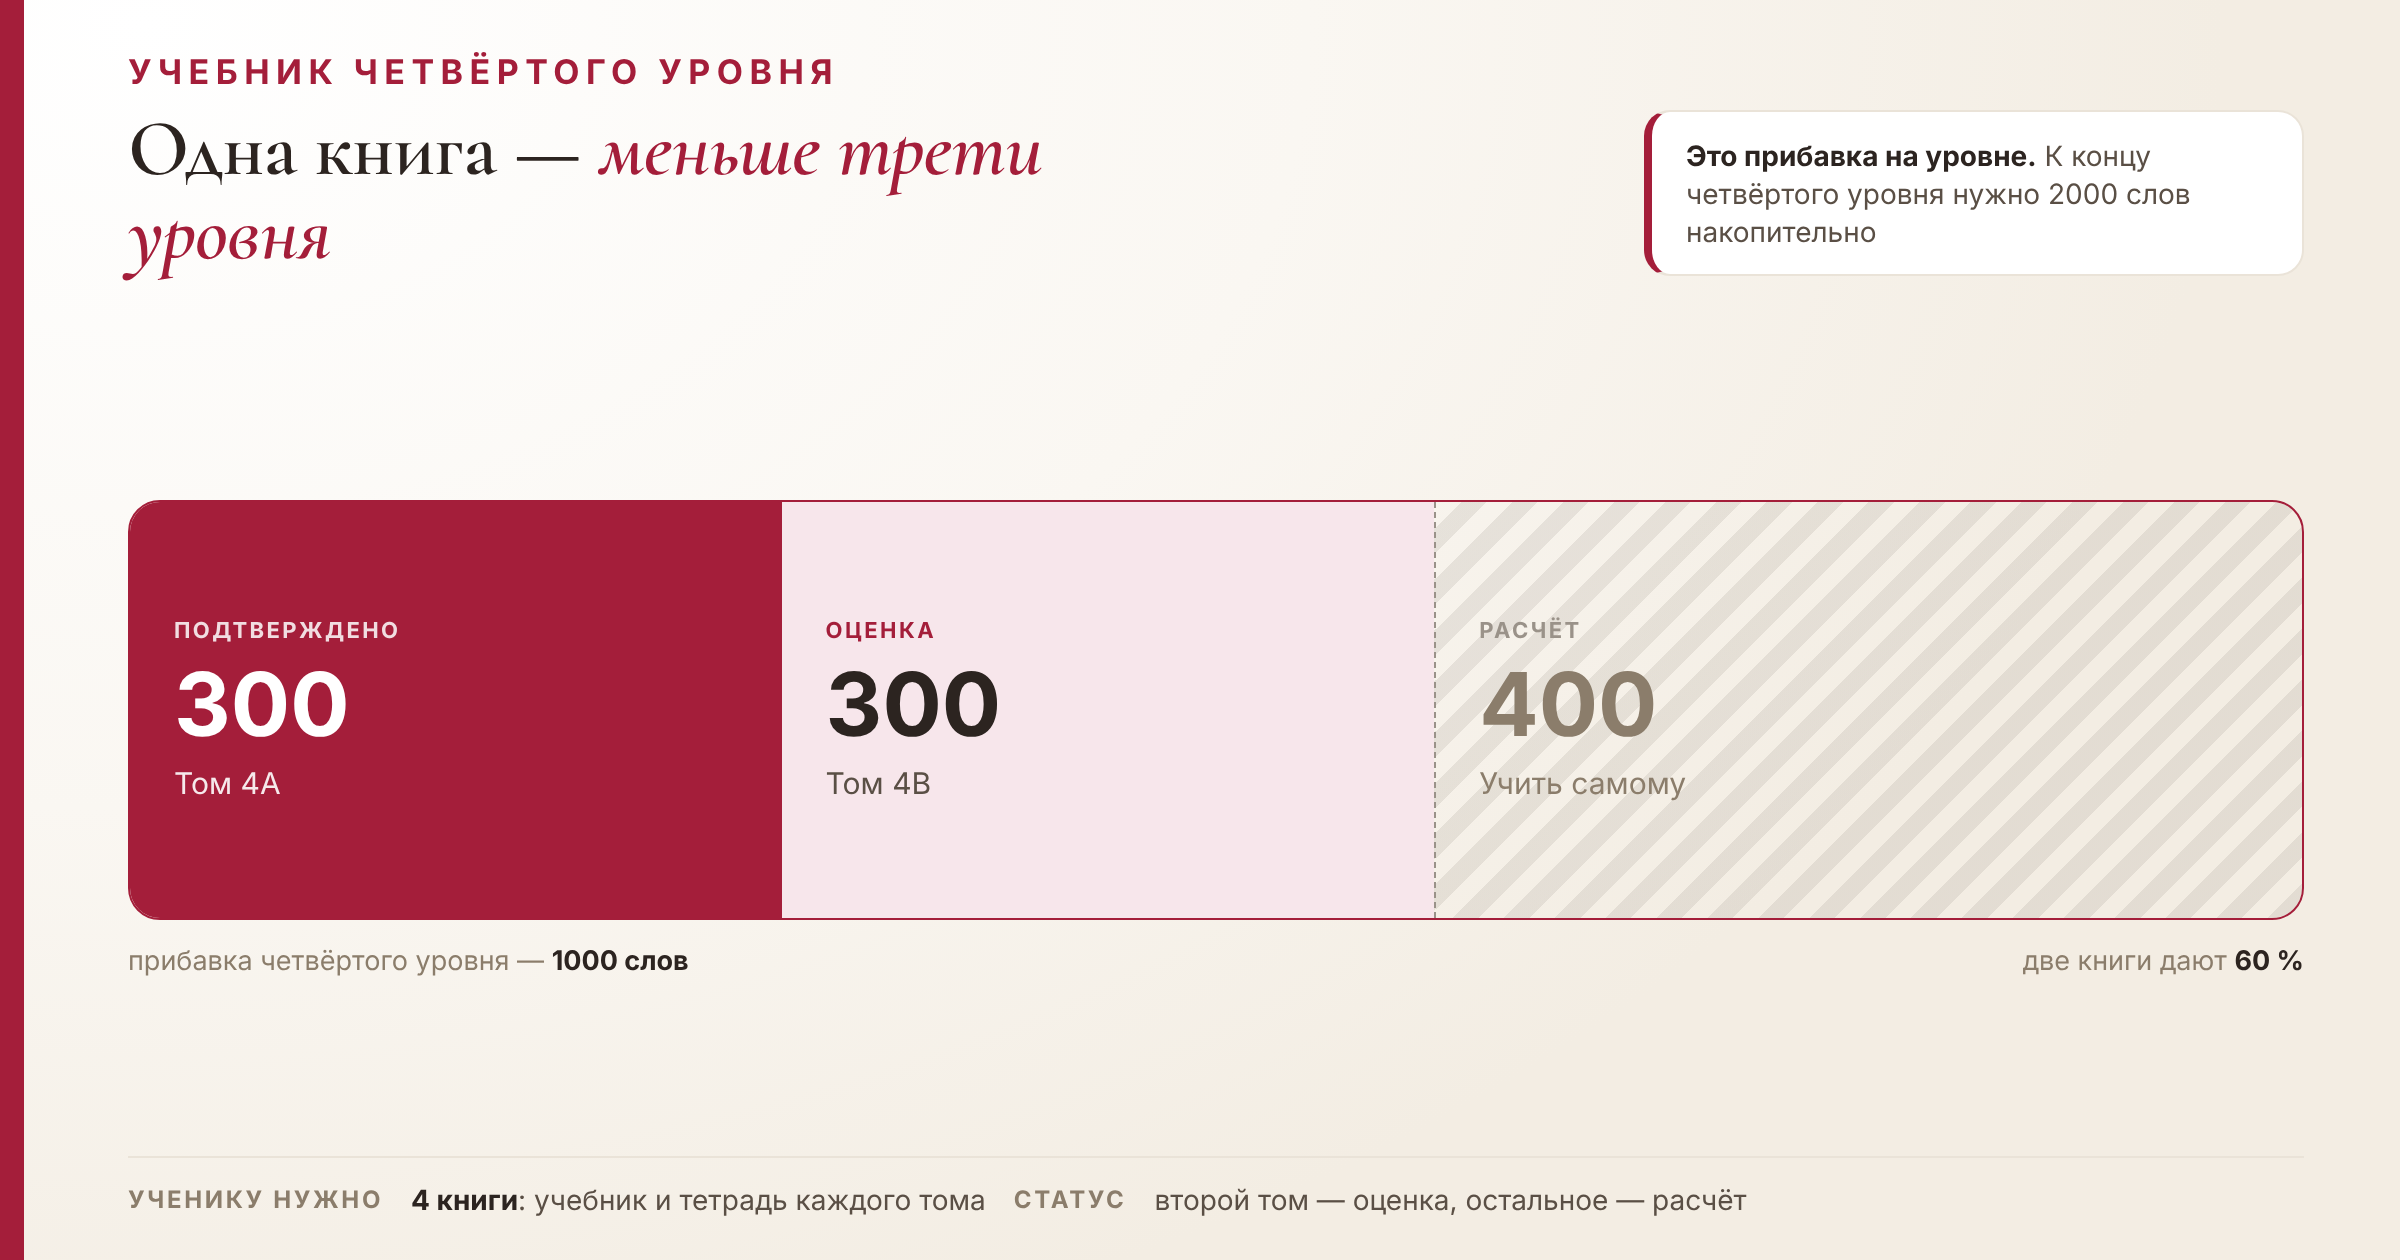 УЧЕБНИК ЧЕТВЁРТОГО УРОВНЯ
Одна книга — меньше трети
уровня
Это прибавка на уровне. К концу
четвёртого уровня нужно 2000 слов
накопительно
ПОДТВЕРЖДЕНО
300
Том 4A
ОЦЕНКА
300
Том 4B
РАСЧЁТ
400
Учить самому
прибавка четвёртого уровня — 1000 слов
две книги дают 60 %
УЧЕНИКУ НУЖНО 4 книги: учебник и тетрадь каждого тома СТАТУС второй том — оценка, остальное — расчёт